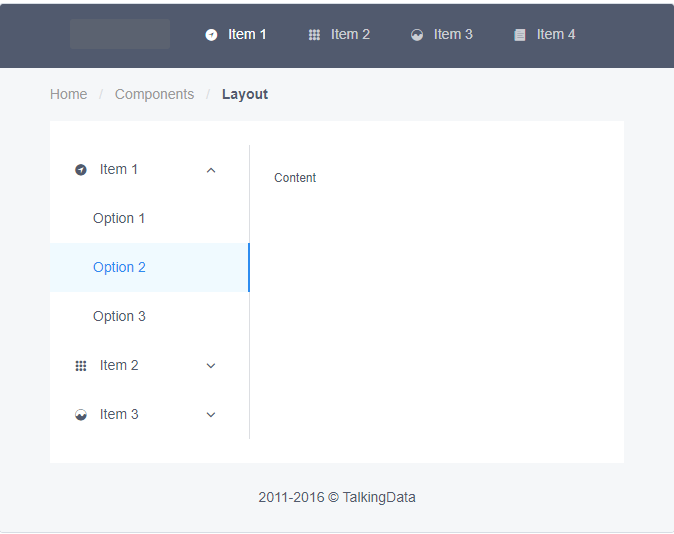 Item 1 Item 2 Item 3 Item 4
Home / Components / Layout
Item 1
Content
Option 1
Option 2
Option 3
Item 2
Item 3
2011-2016 © TalkingData